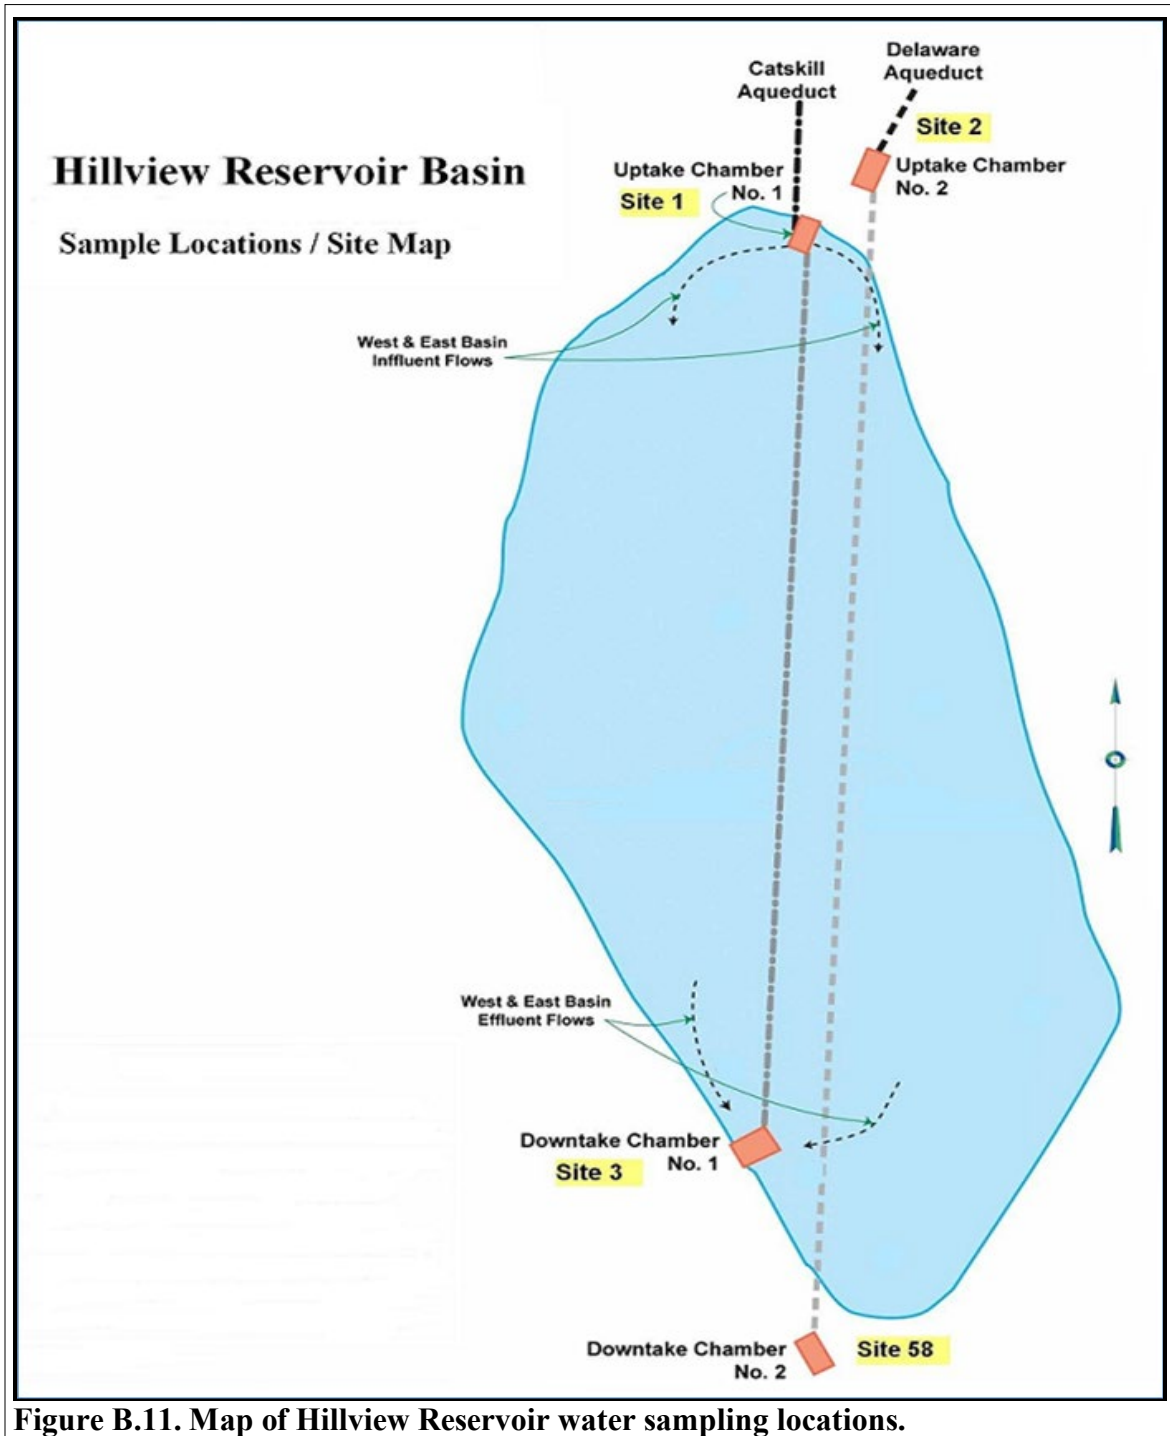 Catskill
Aqueduct
Delaware
Aqueduct
Site 2
Hillview Reservoir Basin
Sample Locations / Site Map
Uptake Chamber
No. 1
Site 1
Uptake Chamber
No. 2
West & East Basin
Inffluent Flows
West & East Basin
Effluent Flows
Downtake Chamber
No. 1
Site 3
Downtake Chamber
No. 2
Site 58
Figure B.11. Map of Hillview Reservoir water sampling locations.